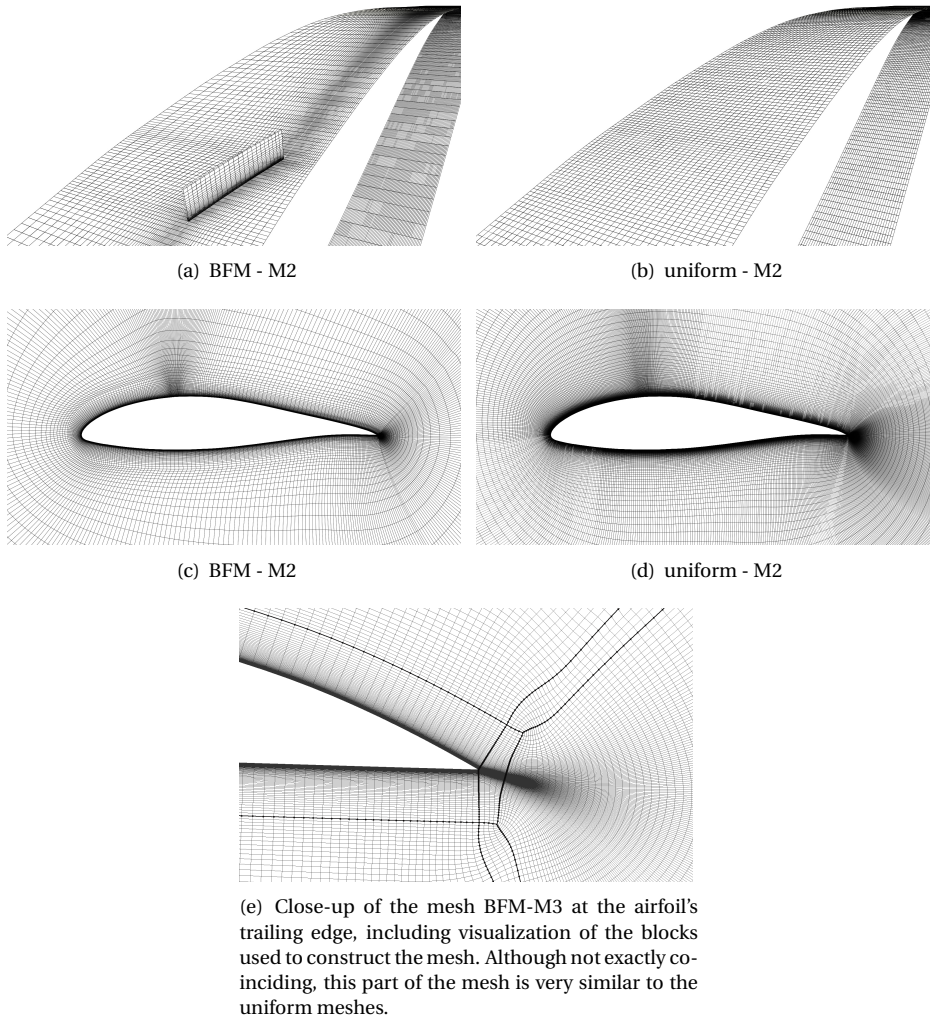 (a) BFM - M2
(b) uniform - M2
(c) BFM - M2
(d) uniform - M2
(e) Close-up of the mesh BFM-M3 at the airfoil's
trailing edge, including visualization of the blocks
used to construct the mesh. Although not exactly co-
inciding, this part of the mesh is very similar to the
uniform meshes.